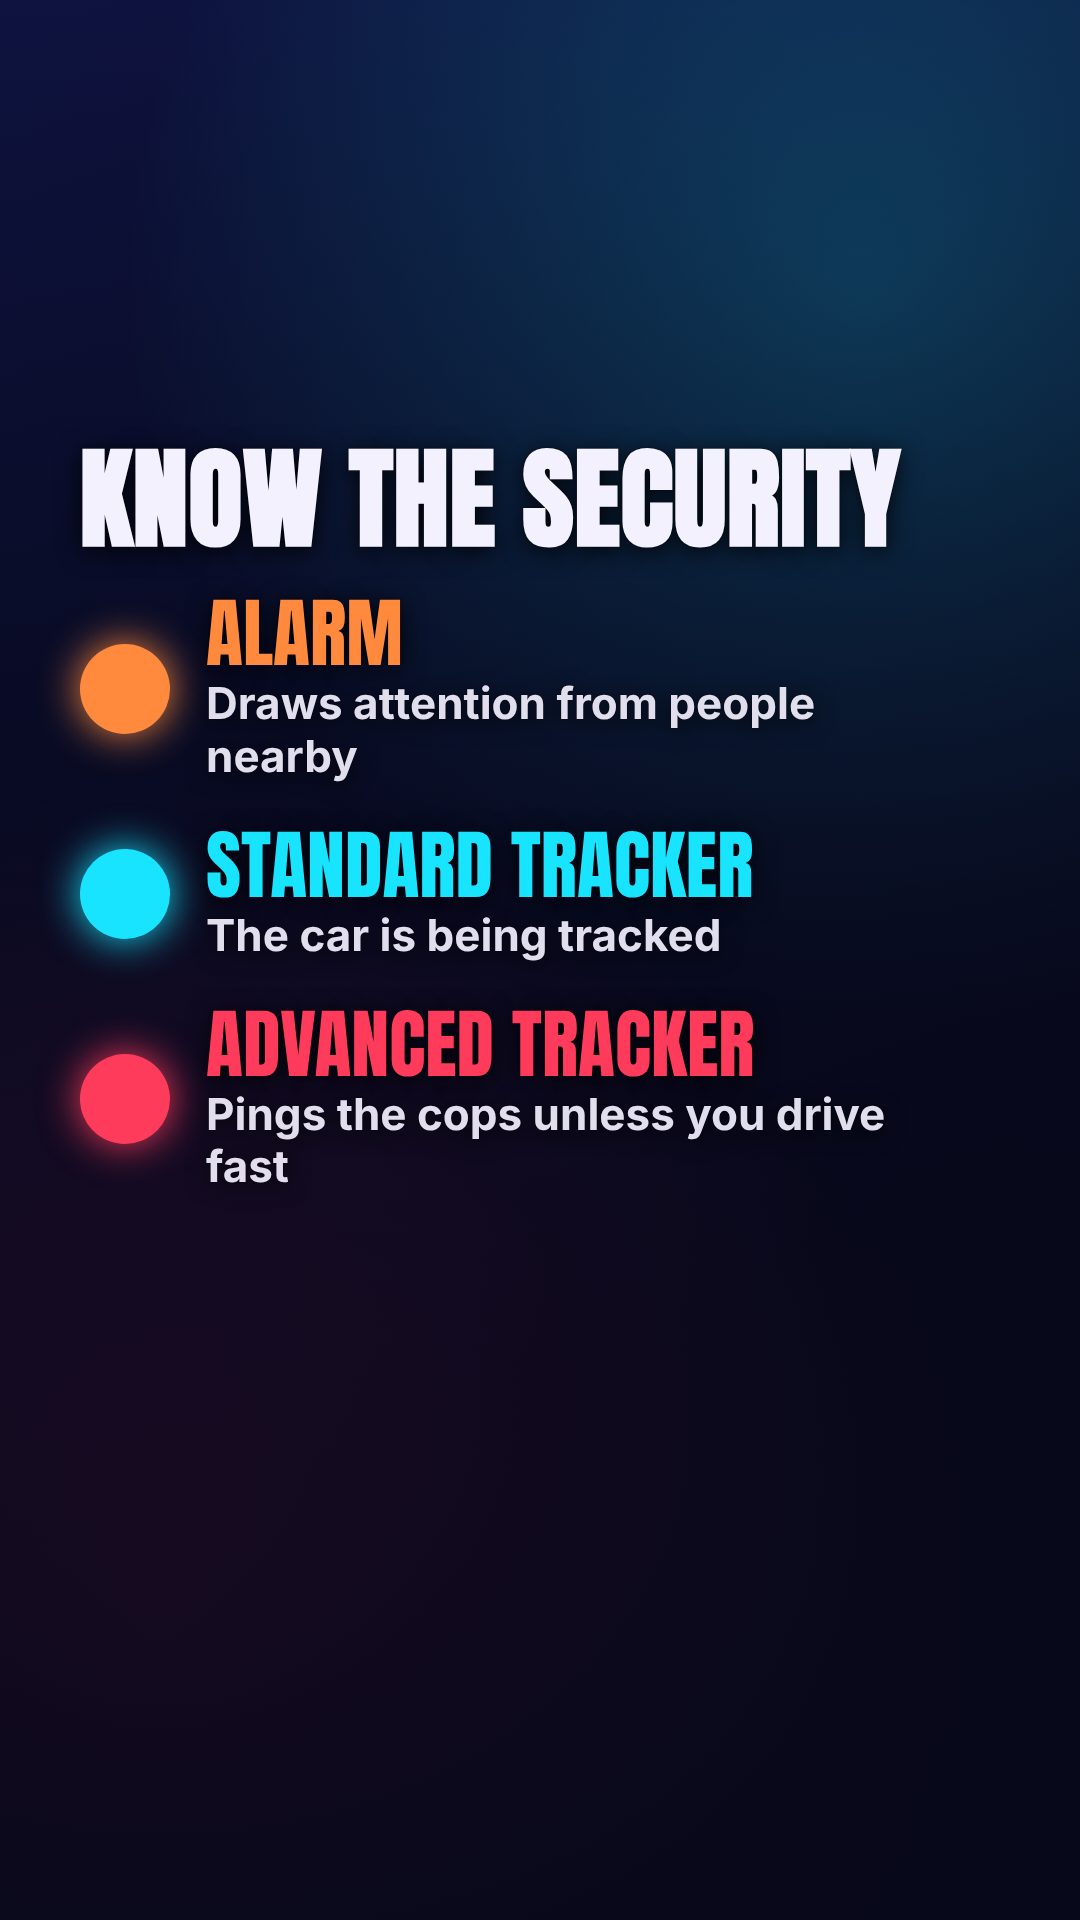 KNOW THE SECURITY
ALARM
Draws attention from people
nearby
STANDARD TRACKER
The car is being tracked
ADVANCED TRACKER
Pings the cops unless you drive
fast